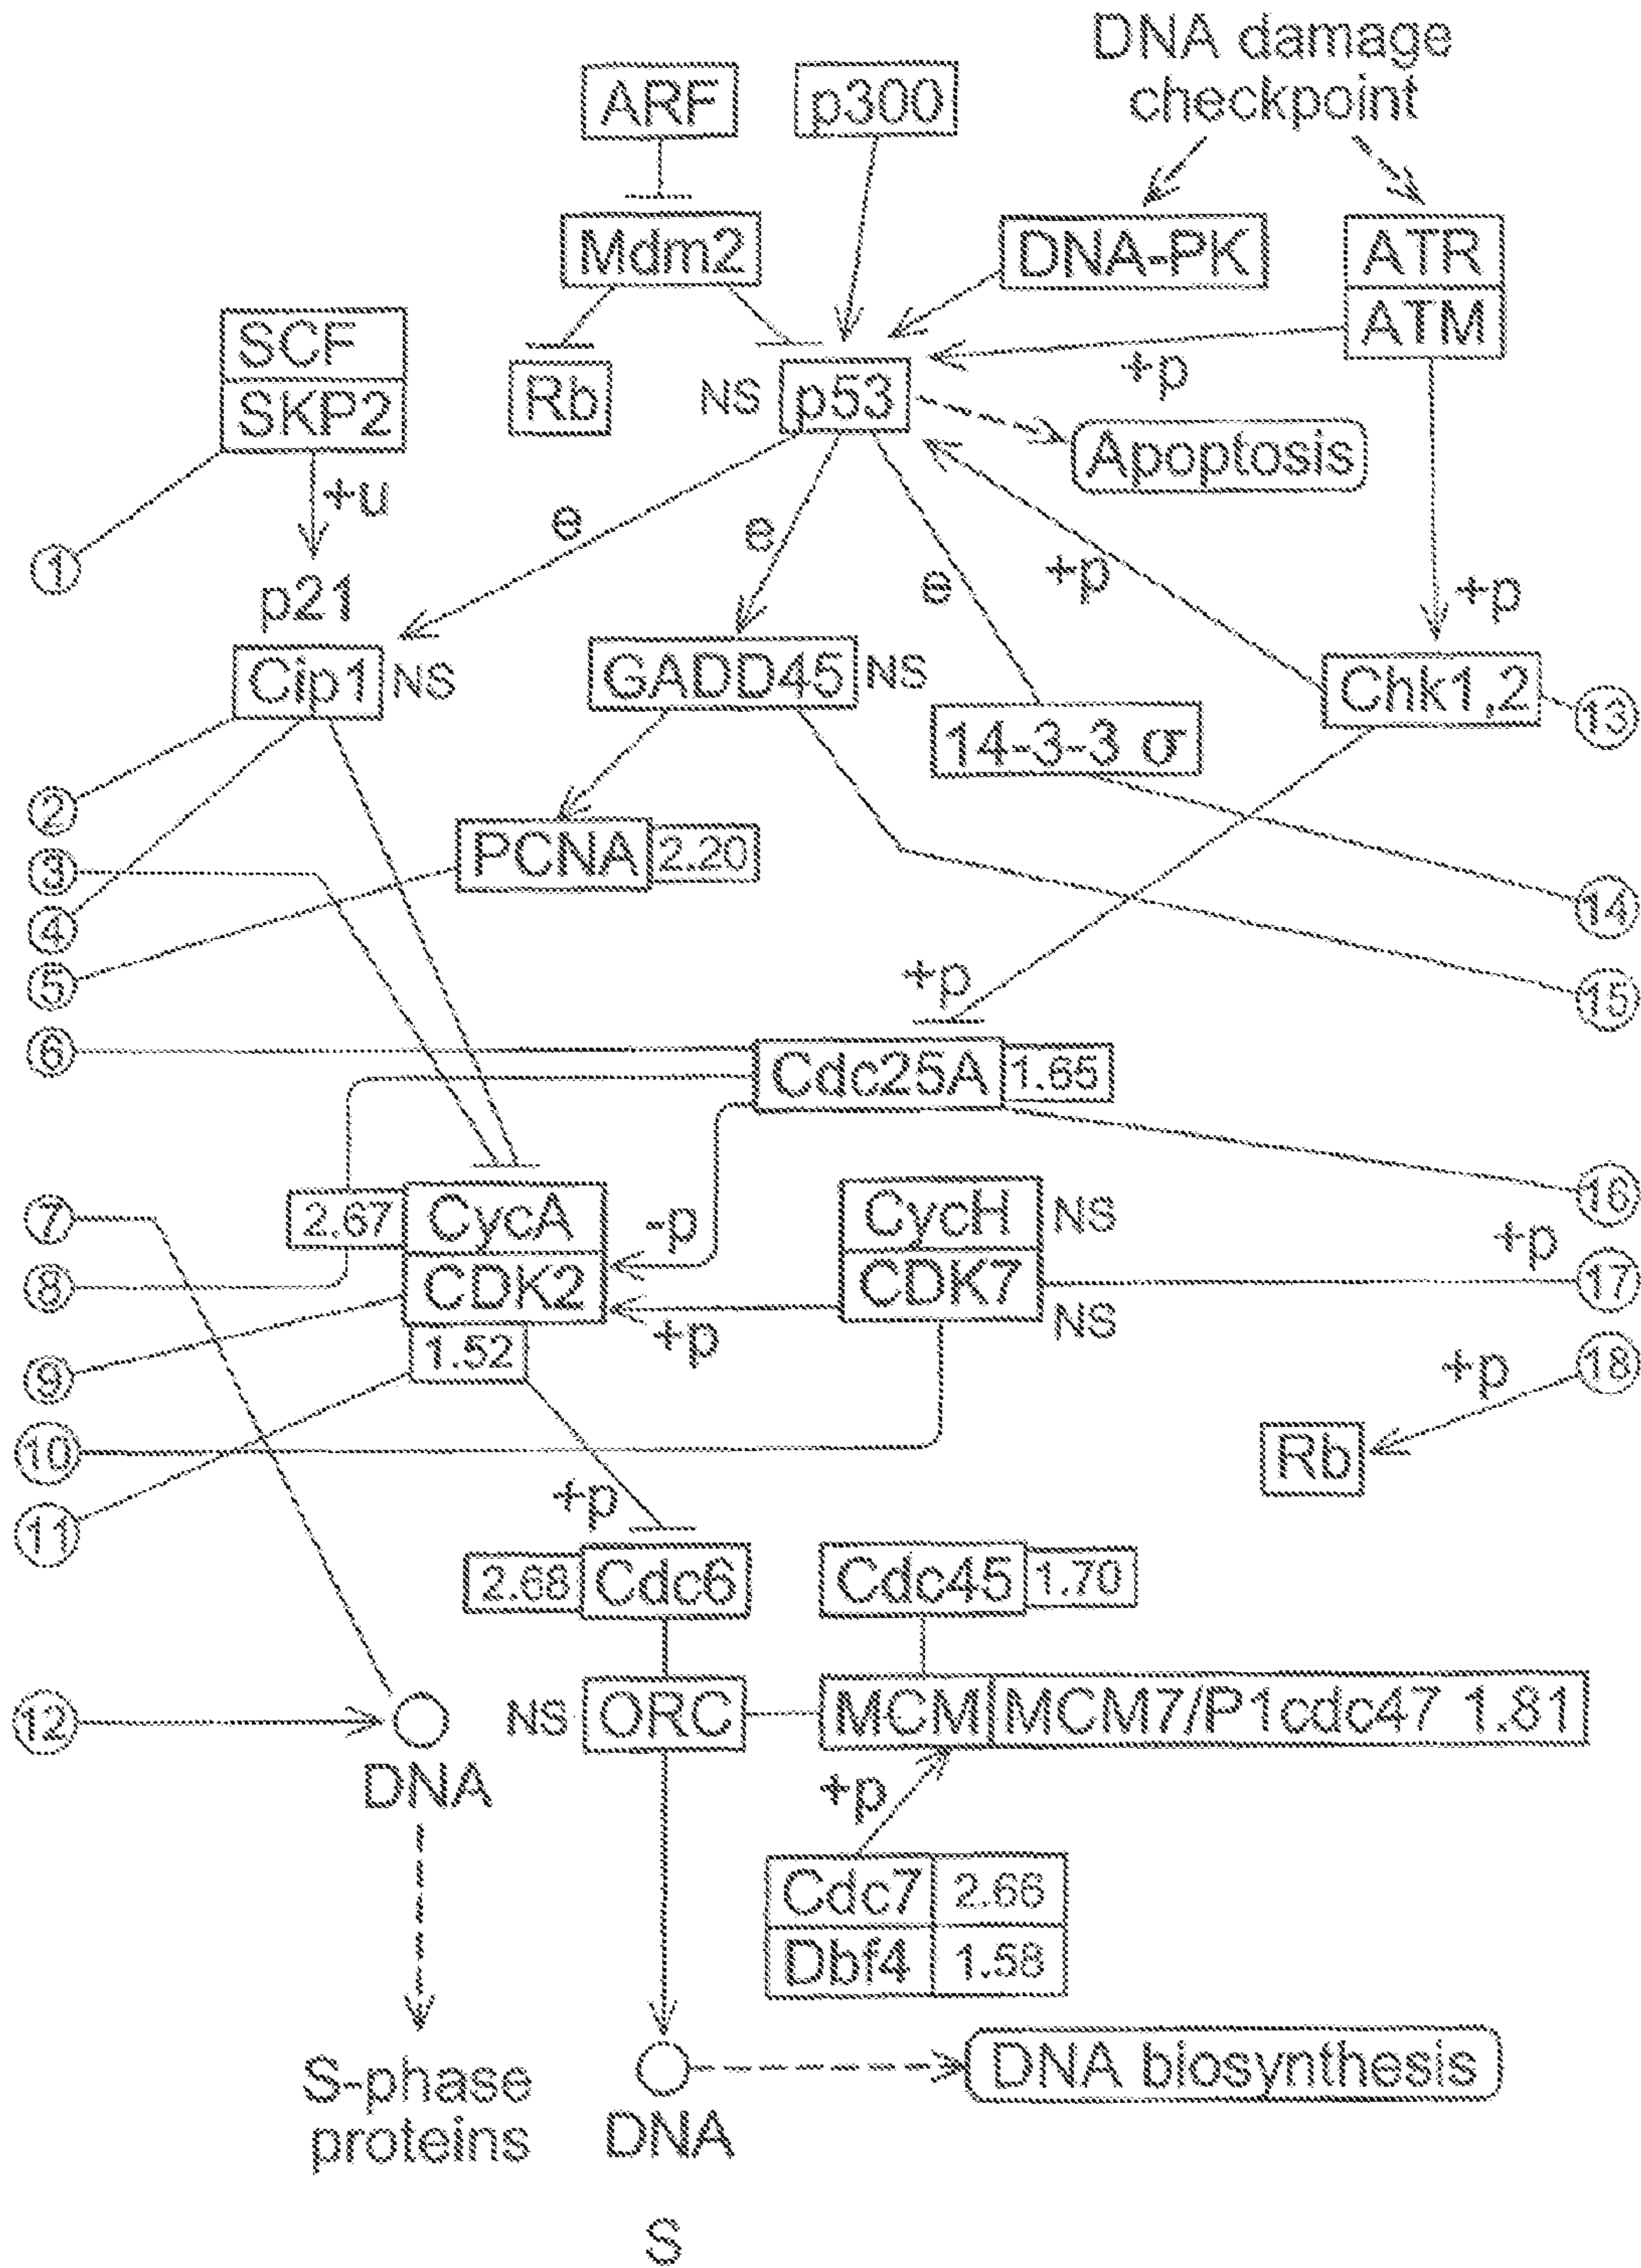 DNA damage
checkpoint
ARF
p300
Mdm2
DNA-PK
ATR
ATM
SCF
SKP2
Rb
NS
p53
+p
Apoptosis
+u
e
e
e
+p
+p
1
p21
Cip1
NS
GADD45
NS
14-3-3 σ
Chk1,2
13
2
3
4
5
PCNA
2.20
14
15
+p
6
Cdc25A
1.65
16
7
8
2.67
CycA
CDK2
1.52
-p
+p
CycH
CDK7
NS
NS
+p
17
9
10
11
+p
18
Rb
+p
2.68
Cdc6
Cdc45
1.70
12
NS
ORC
MCM
MCM7/P1cdc47 1.81
DNA
+p
Cdc7
2.66
Dbf4
1.58
S-phase
proteins
DNA biosynthesis
DNA
S